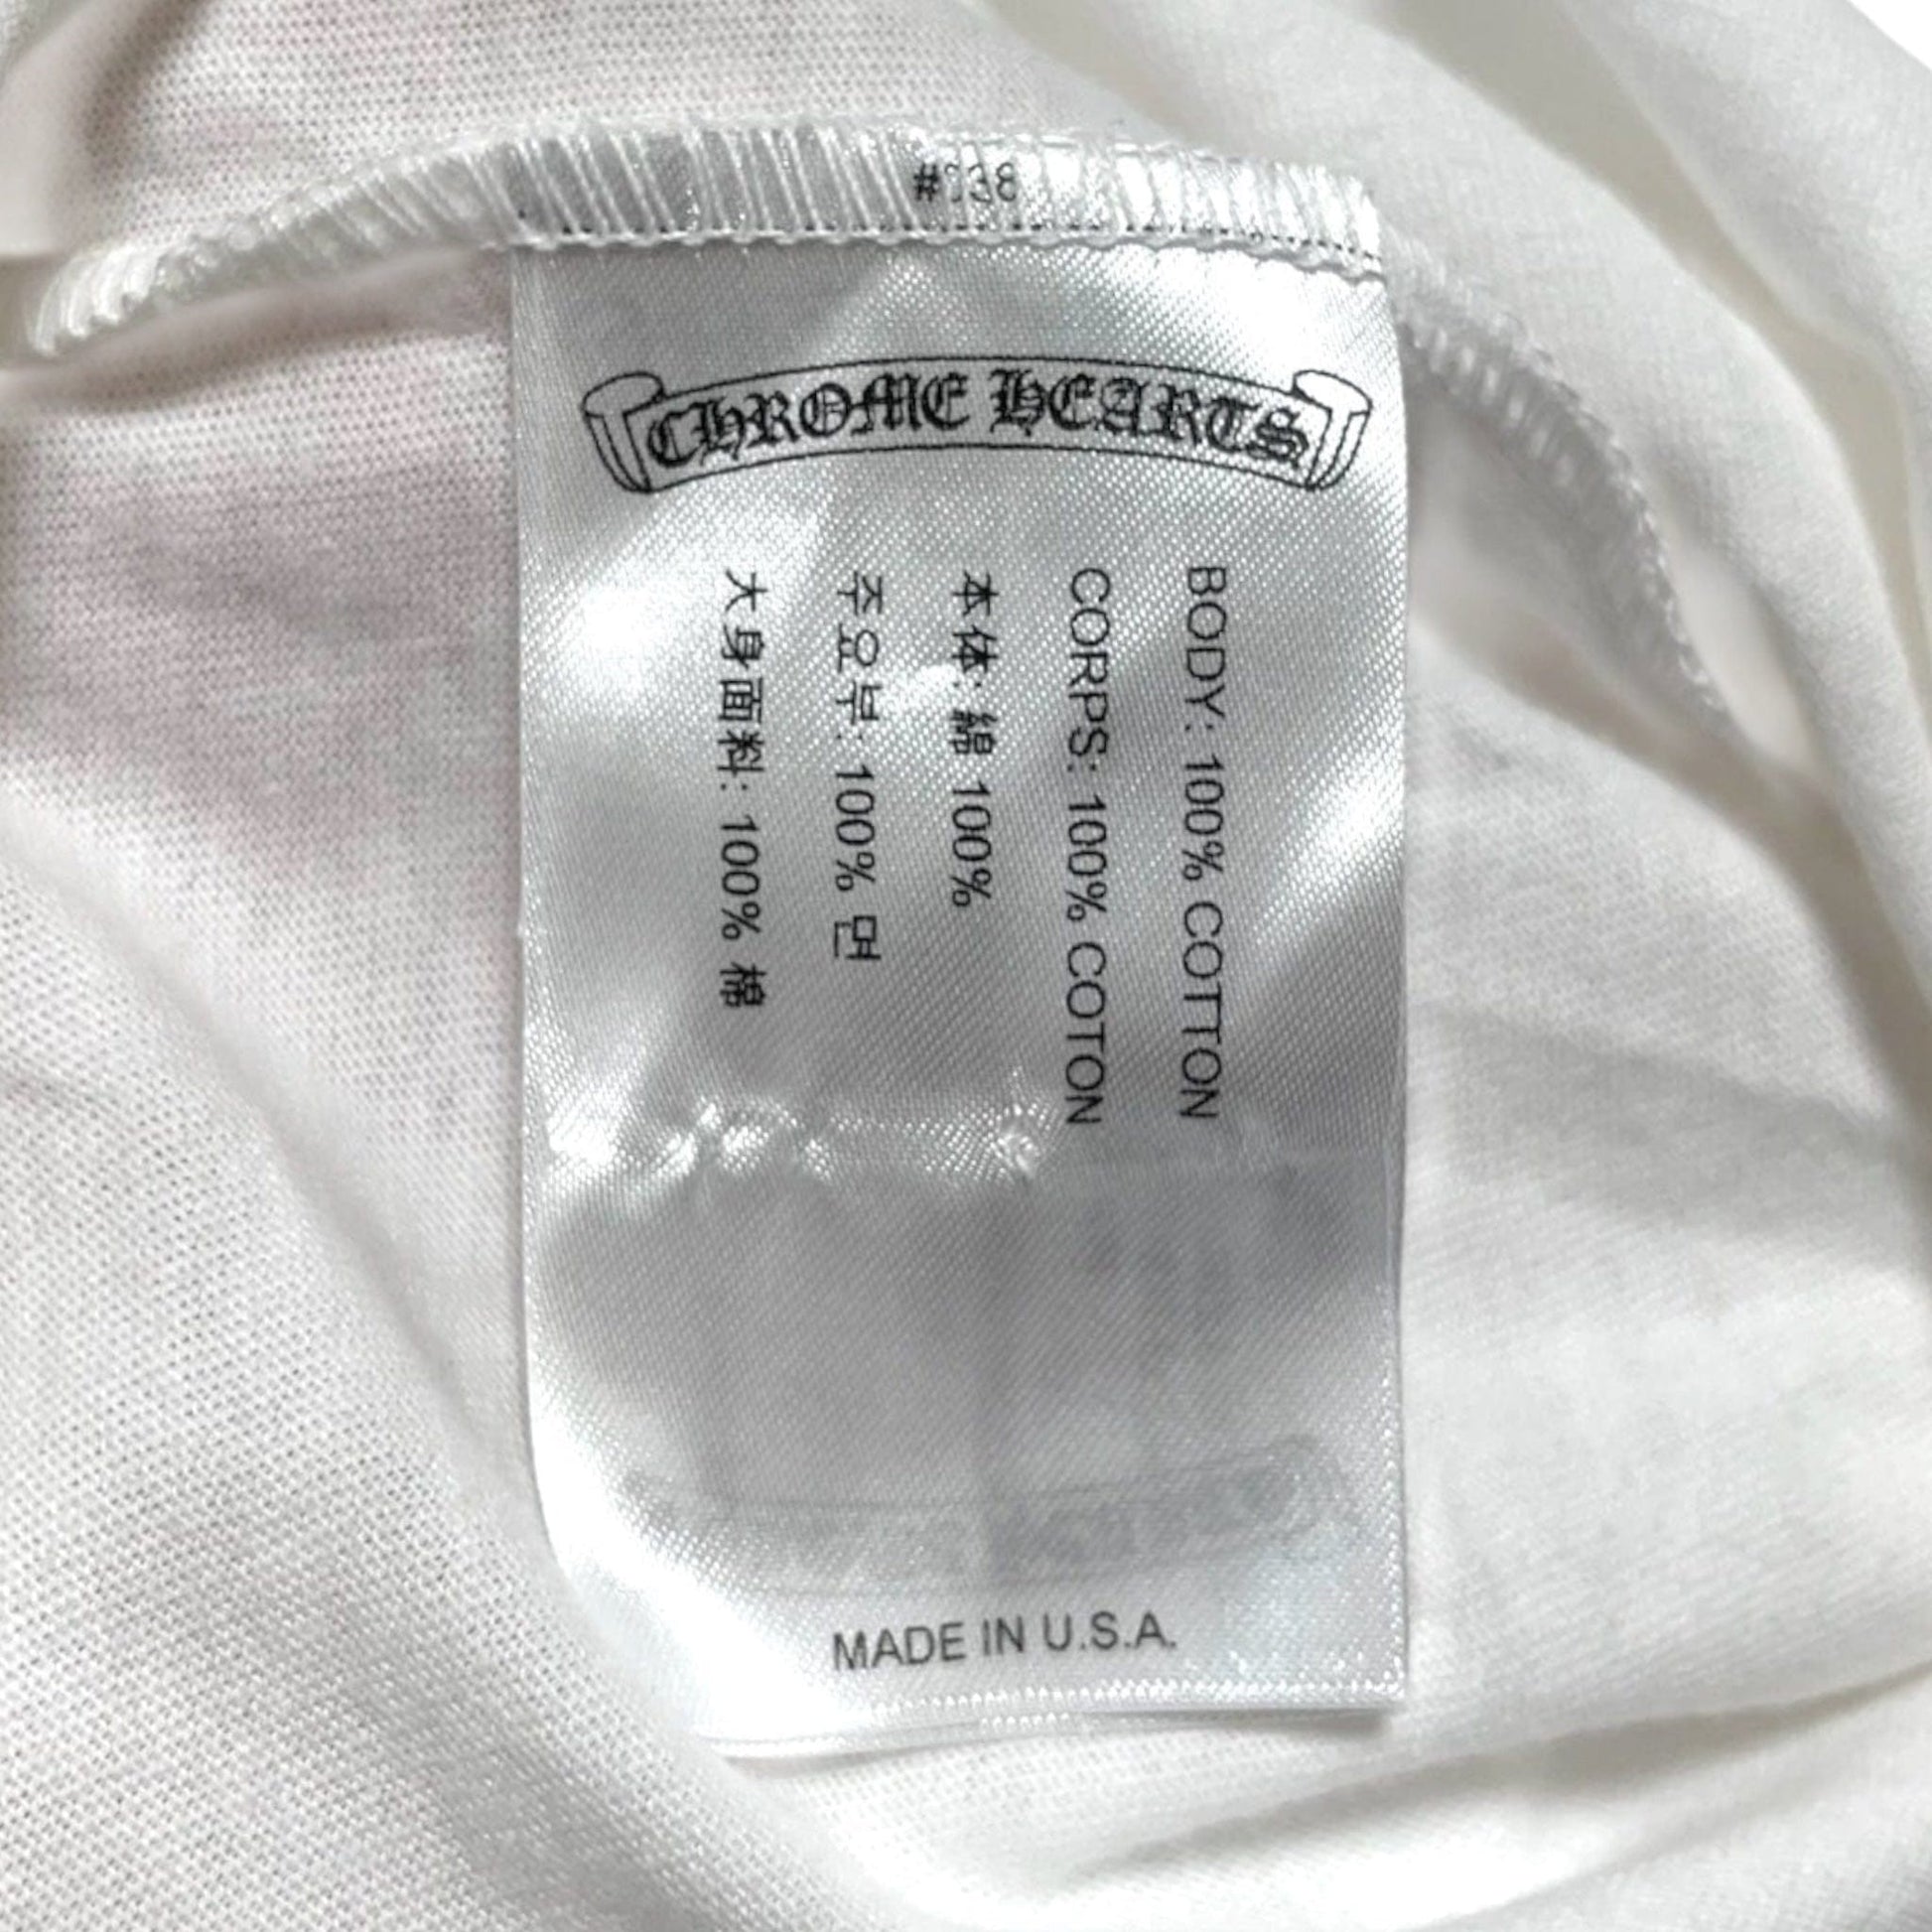 CHROME HEARTS
BODY: 100% COTTON
CORPS: 100% COTON
本体: 綿 100%
주요부: 100% 면
大身面料: 100% 棉
MADE IN U.S.A.